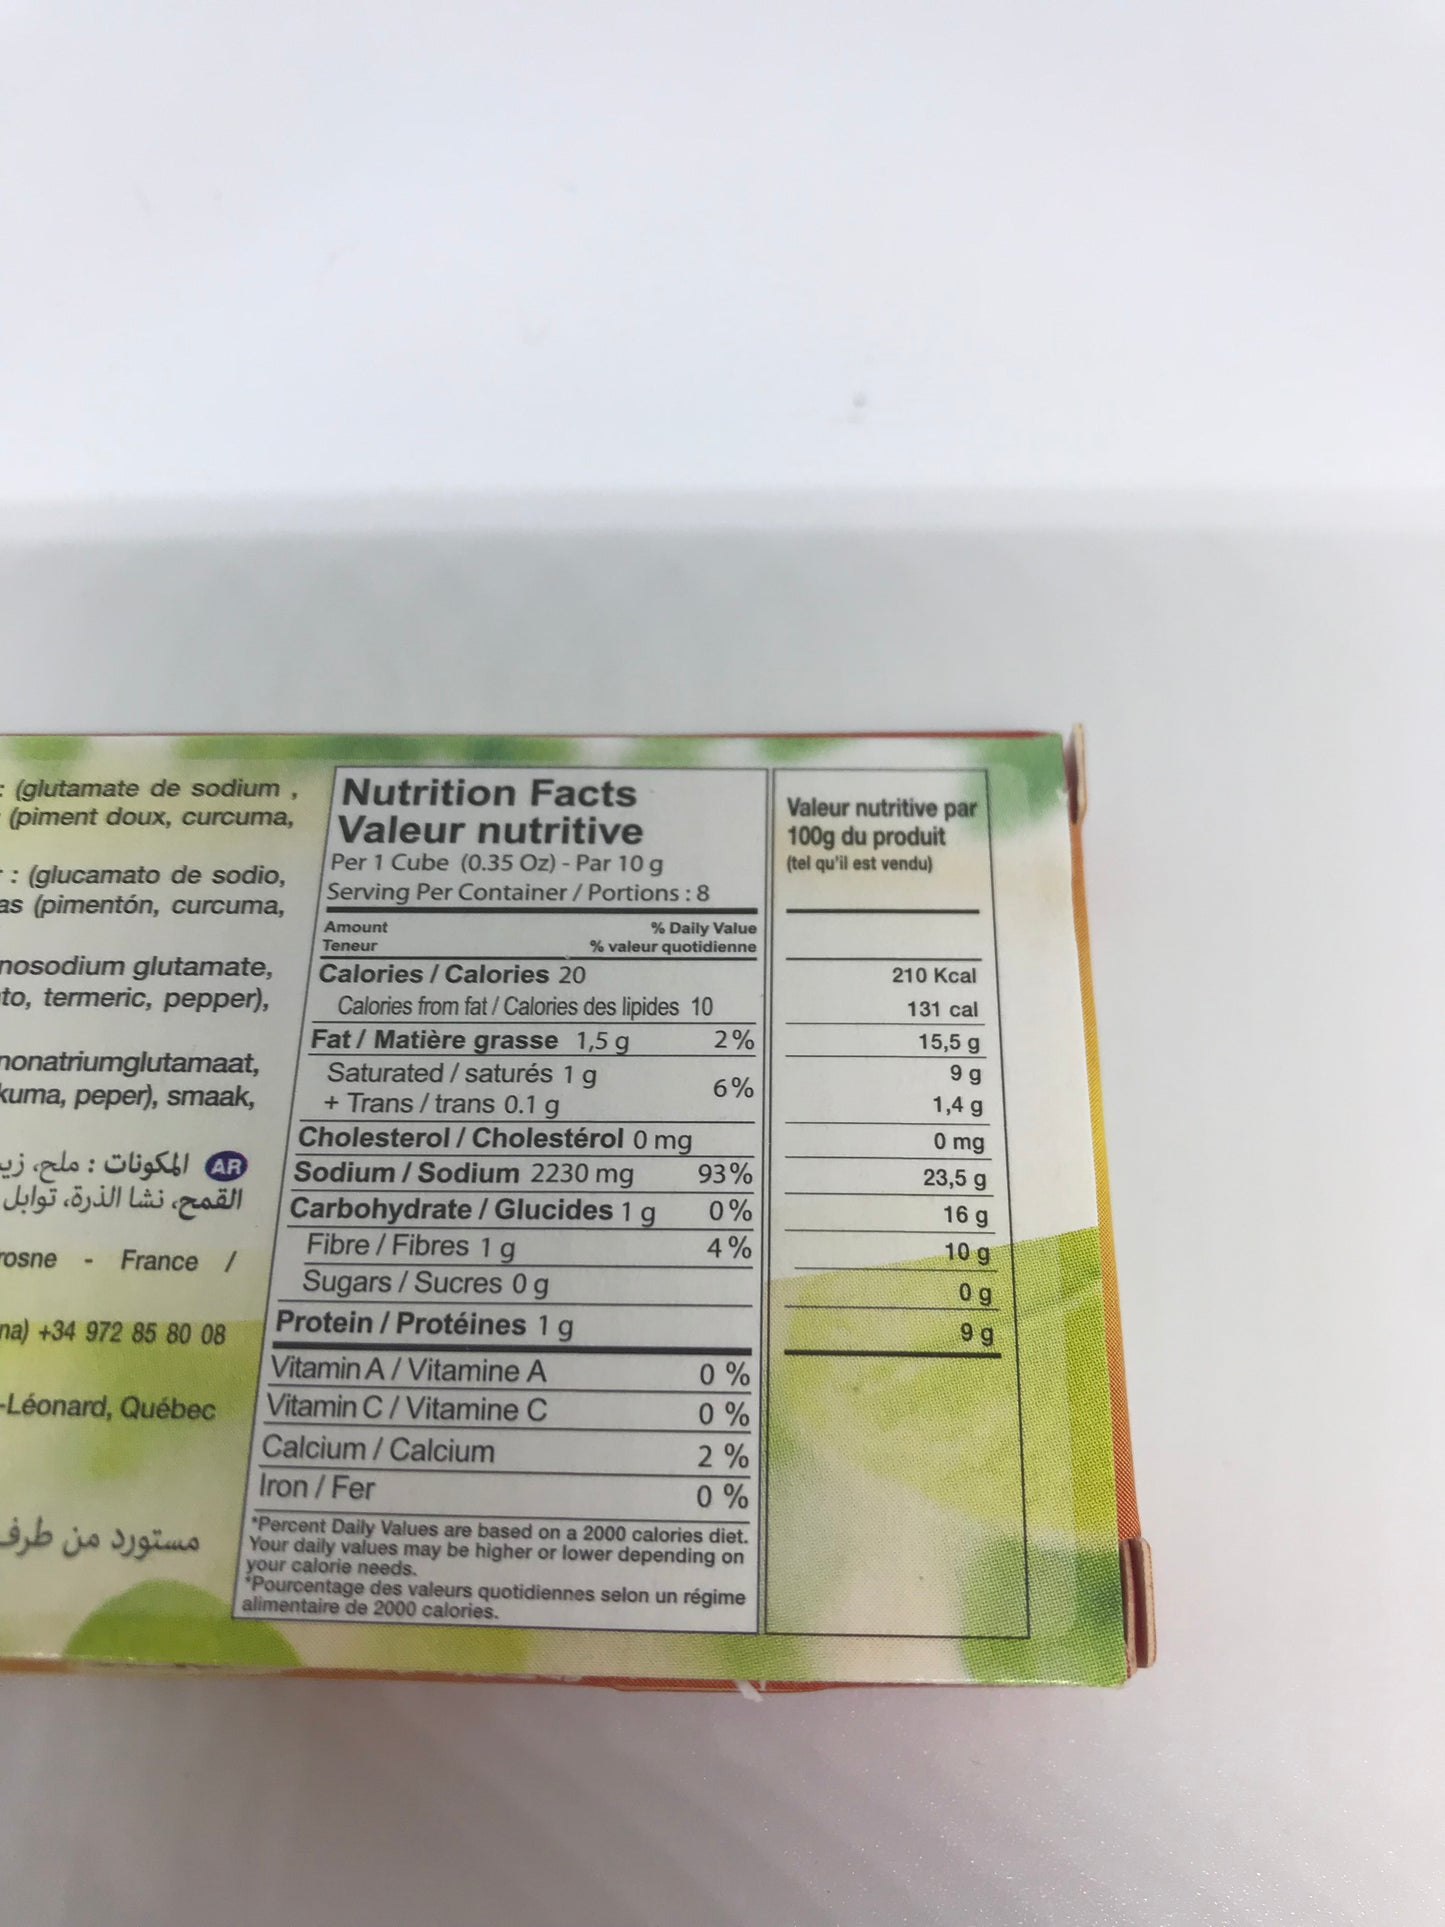 : (glutamate de sodium ,
(piment doux, curcuma,
: (glucamato de sodio,
as (pimentón, curcuma,
nosodium glutamate,
to, termeric, pepper),
nonatriumglutamaat,
kuma, peper), smaak,
AR المكونات : ملح، زيـ
القمح، نشا الذرة، توابل
rosne - France /
na) +34 972 85 80 08
-Léonard, Québec
مستورد من طرف
Nutrition Facts
Valeur nutritive
Per 1 Cube (0.35 Oz) - Par 10 g
Serving Per Container / Portions : 8
Amount % Daily Value
Teneur % valeur quotidienne
Calories / Calories 20
Calories from fat / Calories des lipides 10
Fat / Matière grasse 1,5 g 2%
Saturated / saturés 1 g
+ Trans / trans 0.1 g 6%
Cholesterol / Cholestérol 0 mg
Sodium / Sodium 2230 mg 93%
Carbohydrate / Glucides 1 g 0%
Fibre / Fibres 1 g 4%
Sugars / Sucres 0 g
Protein / Protéines 1 g
Vitamin A / Vitamine A 0 %
Vitamin C / Vitamine C 0 %
Calcium / Calcium 2 %
Iron / Fer 0 %
*Percent Daily Values are based on a 2000 calories diet.
Your daily values may be higher or lower depending on
your calorie needs.
*Pourcentage des valeurs quotidiennes selon un régime
alimentaire de 2000 calories.
Valeur nutritive par
100g du produit
(tel qu'il est vendu)
210 Kcal
131 cal
15,5 g
9 g
1,4 g
0 mg
23,5 g
16 g
10 g
0 g
9 g